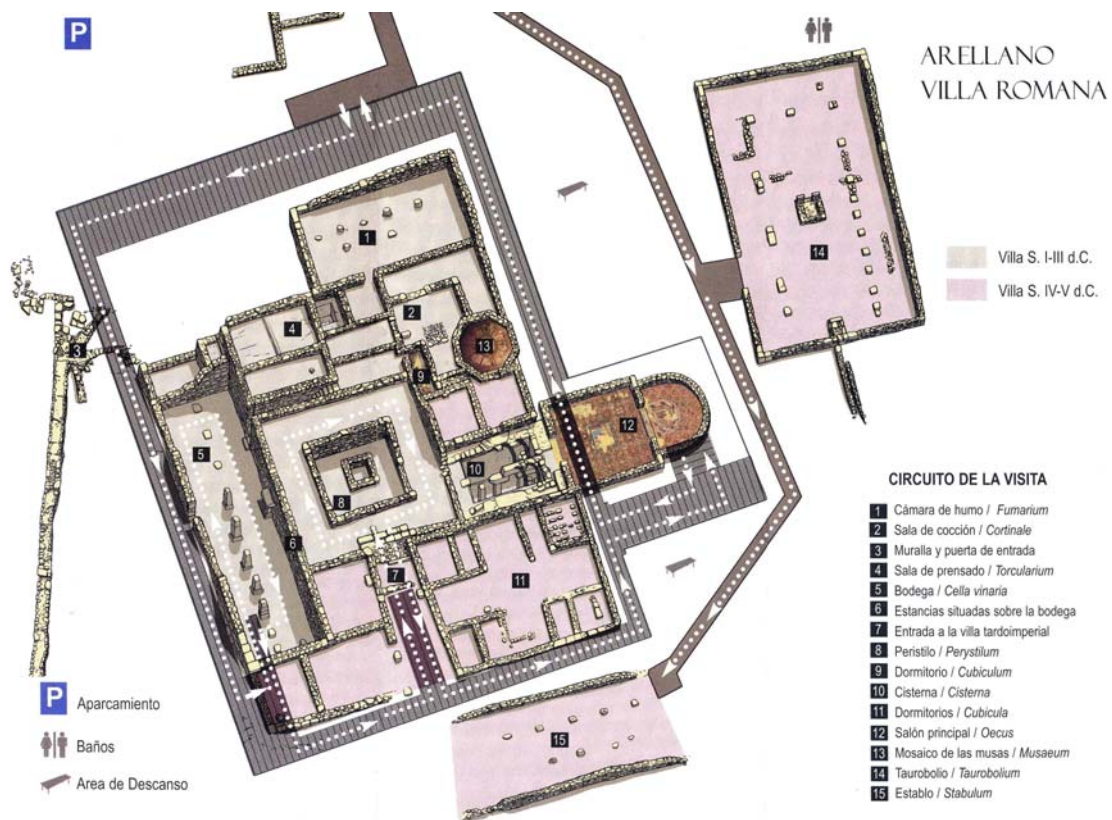 P
ARELLANO
VILLA ROMANA
1
2
3
4
5
6
7
8
9
10
11
12
13
14
15
Villa S. I-III d.C.
Villa S. IV-V d.C.
CIRCUITO DE LA VISITA
1 Cámara de humo / Fumarium
2 Sala de cocción / Cortinale
3 Muralla y puerta de entrada
4 Sala de prensado / Torcularium
5 Bodega / Cella vinaria
6 Estancias situadas sobre la bodega
7 Entrada a la villa tardoimperial
8 Peristilo / Perystilum
9 Dormitorio / Cubiculum
10 Cisterna / Cisterna
11 Dormitorios / Cubicula
12 Salón principal / Oecus
13 Mosaico de las musas / Musaeum
14 Taurobolio / Taurobolium
15 Establo / Stabulum
P Aparcamiento
Baños
Area de Descanso